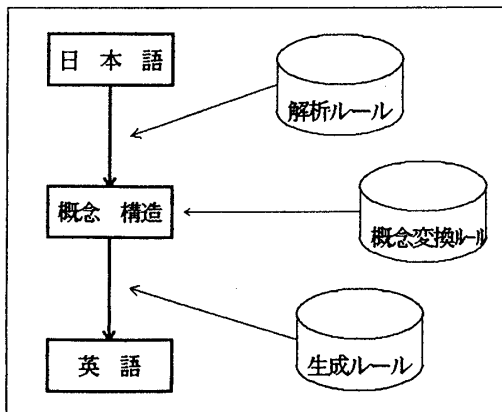 日本語
解析ルール
概念 構造
概念変換ルール
生成ルール
英語